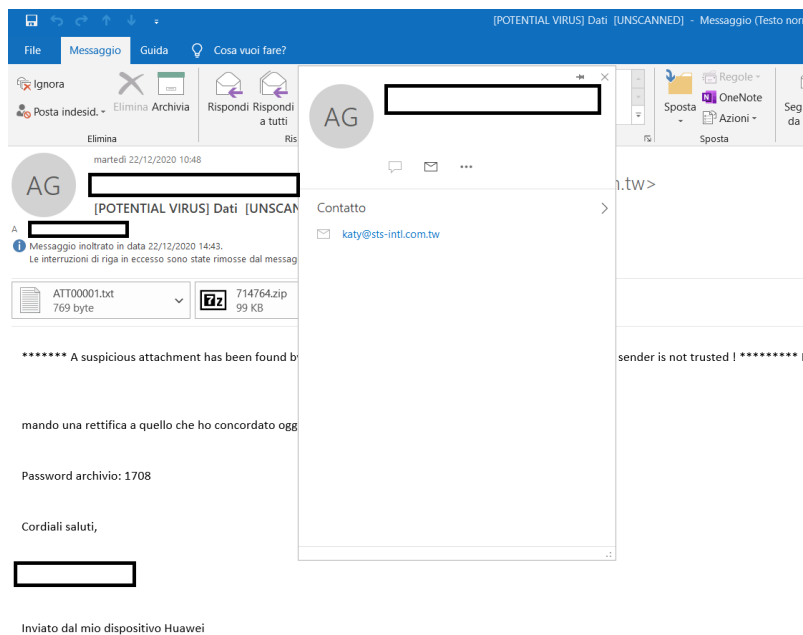 [POTENTIAL VIRUS] Dati [UNSCANNED] - Messaggio (Testo nor
File Messaggio Guida Cosa vuoi fare?
Ignora
Posta indesid.
Elimina Archivia
Rispondi Rispondi
a tutti
Elimina
Ris
Sposta
Regole
OneNote
Azioni
Seg
da
Sposta
AG
martedì 22/12/2020 10:48
AG
[POTENTIAL VIRUS] Dati [UNSCAN
.tw>
A
Messaggio inoltrato in data 22/12/2020 14:43.
Le interruzioni di riga in eccesso sono state rimosse dal messag
Contatto
katy@sts-intl.com.tw
ATT00001.txt
769 byte
714764.zip
99 KB
******* A suspicious attachment has been found b
sender is not trusted ! *********
mando una rettifica a quello che ho concordato ogg
Password archivio: 1708
Cordiali saluti,
Inviato dal mio dispositivo Huawei